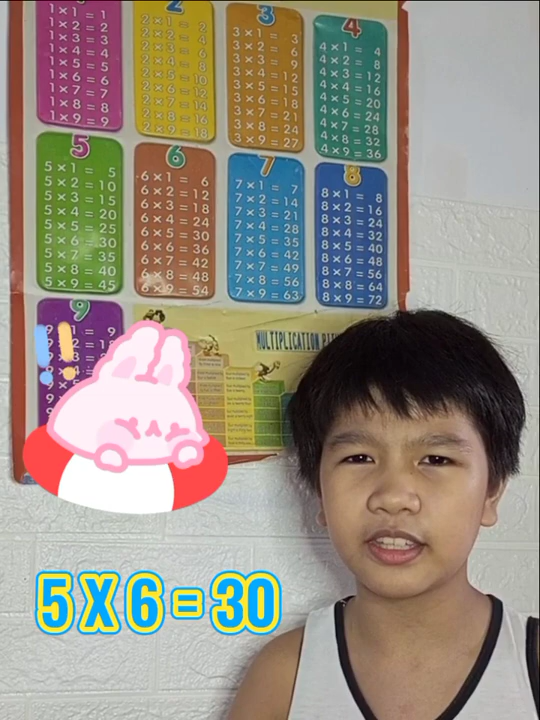 1 × 1 = 1
1 × 2 = 2
1 × 3 = 3
1 × 4 = 4
1 × 5 = 5
1 × 6 = 6
1 × 7 = 7
1 × 8 = 8
1 × 9 = 9
2
2 × 1 = 2
2 × 2 = 4
2 × 3 = 6
2 × 4 = 8
2 × 5 = 10
2 × 6 = 12
2 × 7 = 14
2 × 8 = 16
2 × 9 = 18
3
3 × 1 = 3
3 × 2 = 6
3 × 3 = 9
3 × 4 = 12
3 × 5 = 15
3 × 6 = 18
3 × 7 = 21
3 × 8 = 24
3 × 9 = 27
4
4 × 1 = 4
4 × 2 = 8
4 × 3 = 12
4 × 4 = 16
4 × 5 = 20
4 × 6 = 24
4 × 7 = 28
4 × 8 = 32
4 × 9 = 36
5
5 × 1 = 5
5 × 2 = 10
5 × 3 = 15
5 × 4 = 20
5 × 5 = 25
5 × 6 = 30
5 × 7 = 35
5 × 8 = 40
5 × 9 = 45
6
6 × 1 = 6
6 × 2 = 12
6 × 3 = 18
6 × 4 = 24
6 × 5 = 30
6 × 6 = 36
6 × 7 = 42
6 × 8 = 48
6 × 9 = 54
7
7 × 1 = 7
7 × 2 = 14
7 × 3 = 21
7 × 4 = 28
7 × 5 = 35
7 × 6 = 42
7 × 7 = 49
7 × 8 = 56
7 × 9 = 63
8
8 × 1 = 8
8 × 2 = 16
8 × 3 = 24
8 × 4 = 32
8 × 5 = 40
8 × 6 = 48
8 × 7 = 56
8 × 8 = 64
8 × 9 = 72
9
9 × 1 = 9
9 × 2 = 18
MULTIPLICATION
!!
5 X 6 = 30